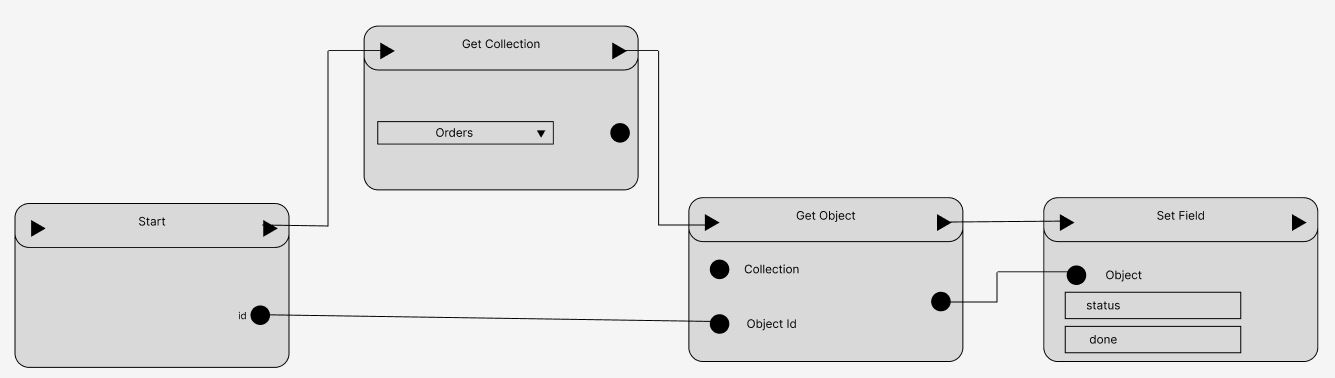 Get Collection
Orders
Start
id
Get Object
Collection
Object Id
Set Field
Object
status
done